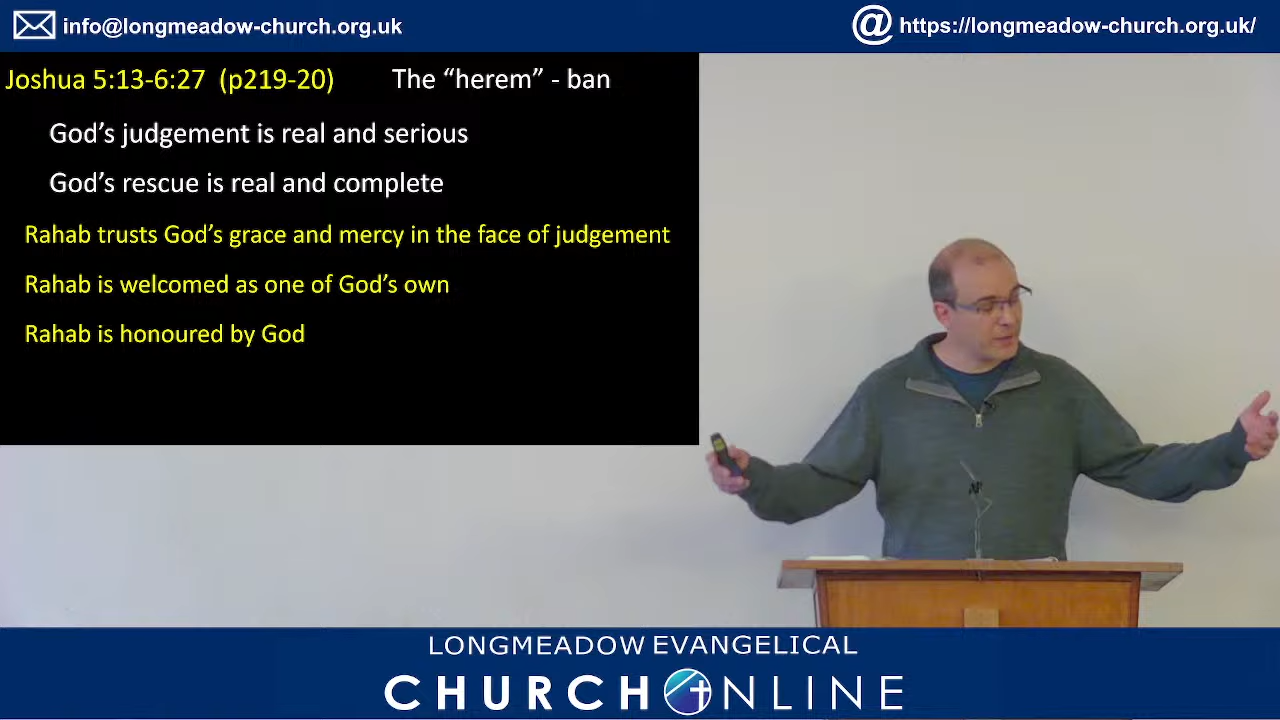 info@longmeadow-church.org.uk
https://longmeadow-church.org.uk/
Joshua 5:13-6:27 (p219-20) The “herem” - ban
God’s judgement is real and serious
God’s rescue is real and complete
Rahab trusts God’s grace and mercy in the face of judgement
Rahab is welcomed as one of God’s own
Rahab is honoured by God
LONGMEADOW EVANGELICAL
CHURCH ONLINE